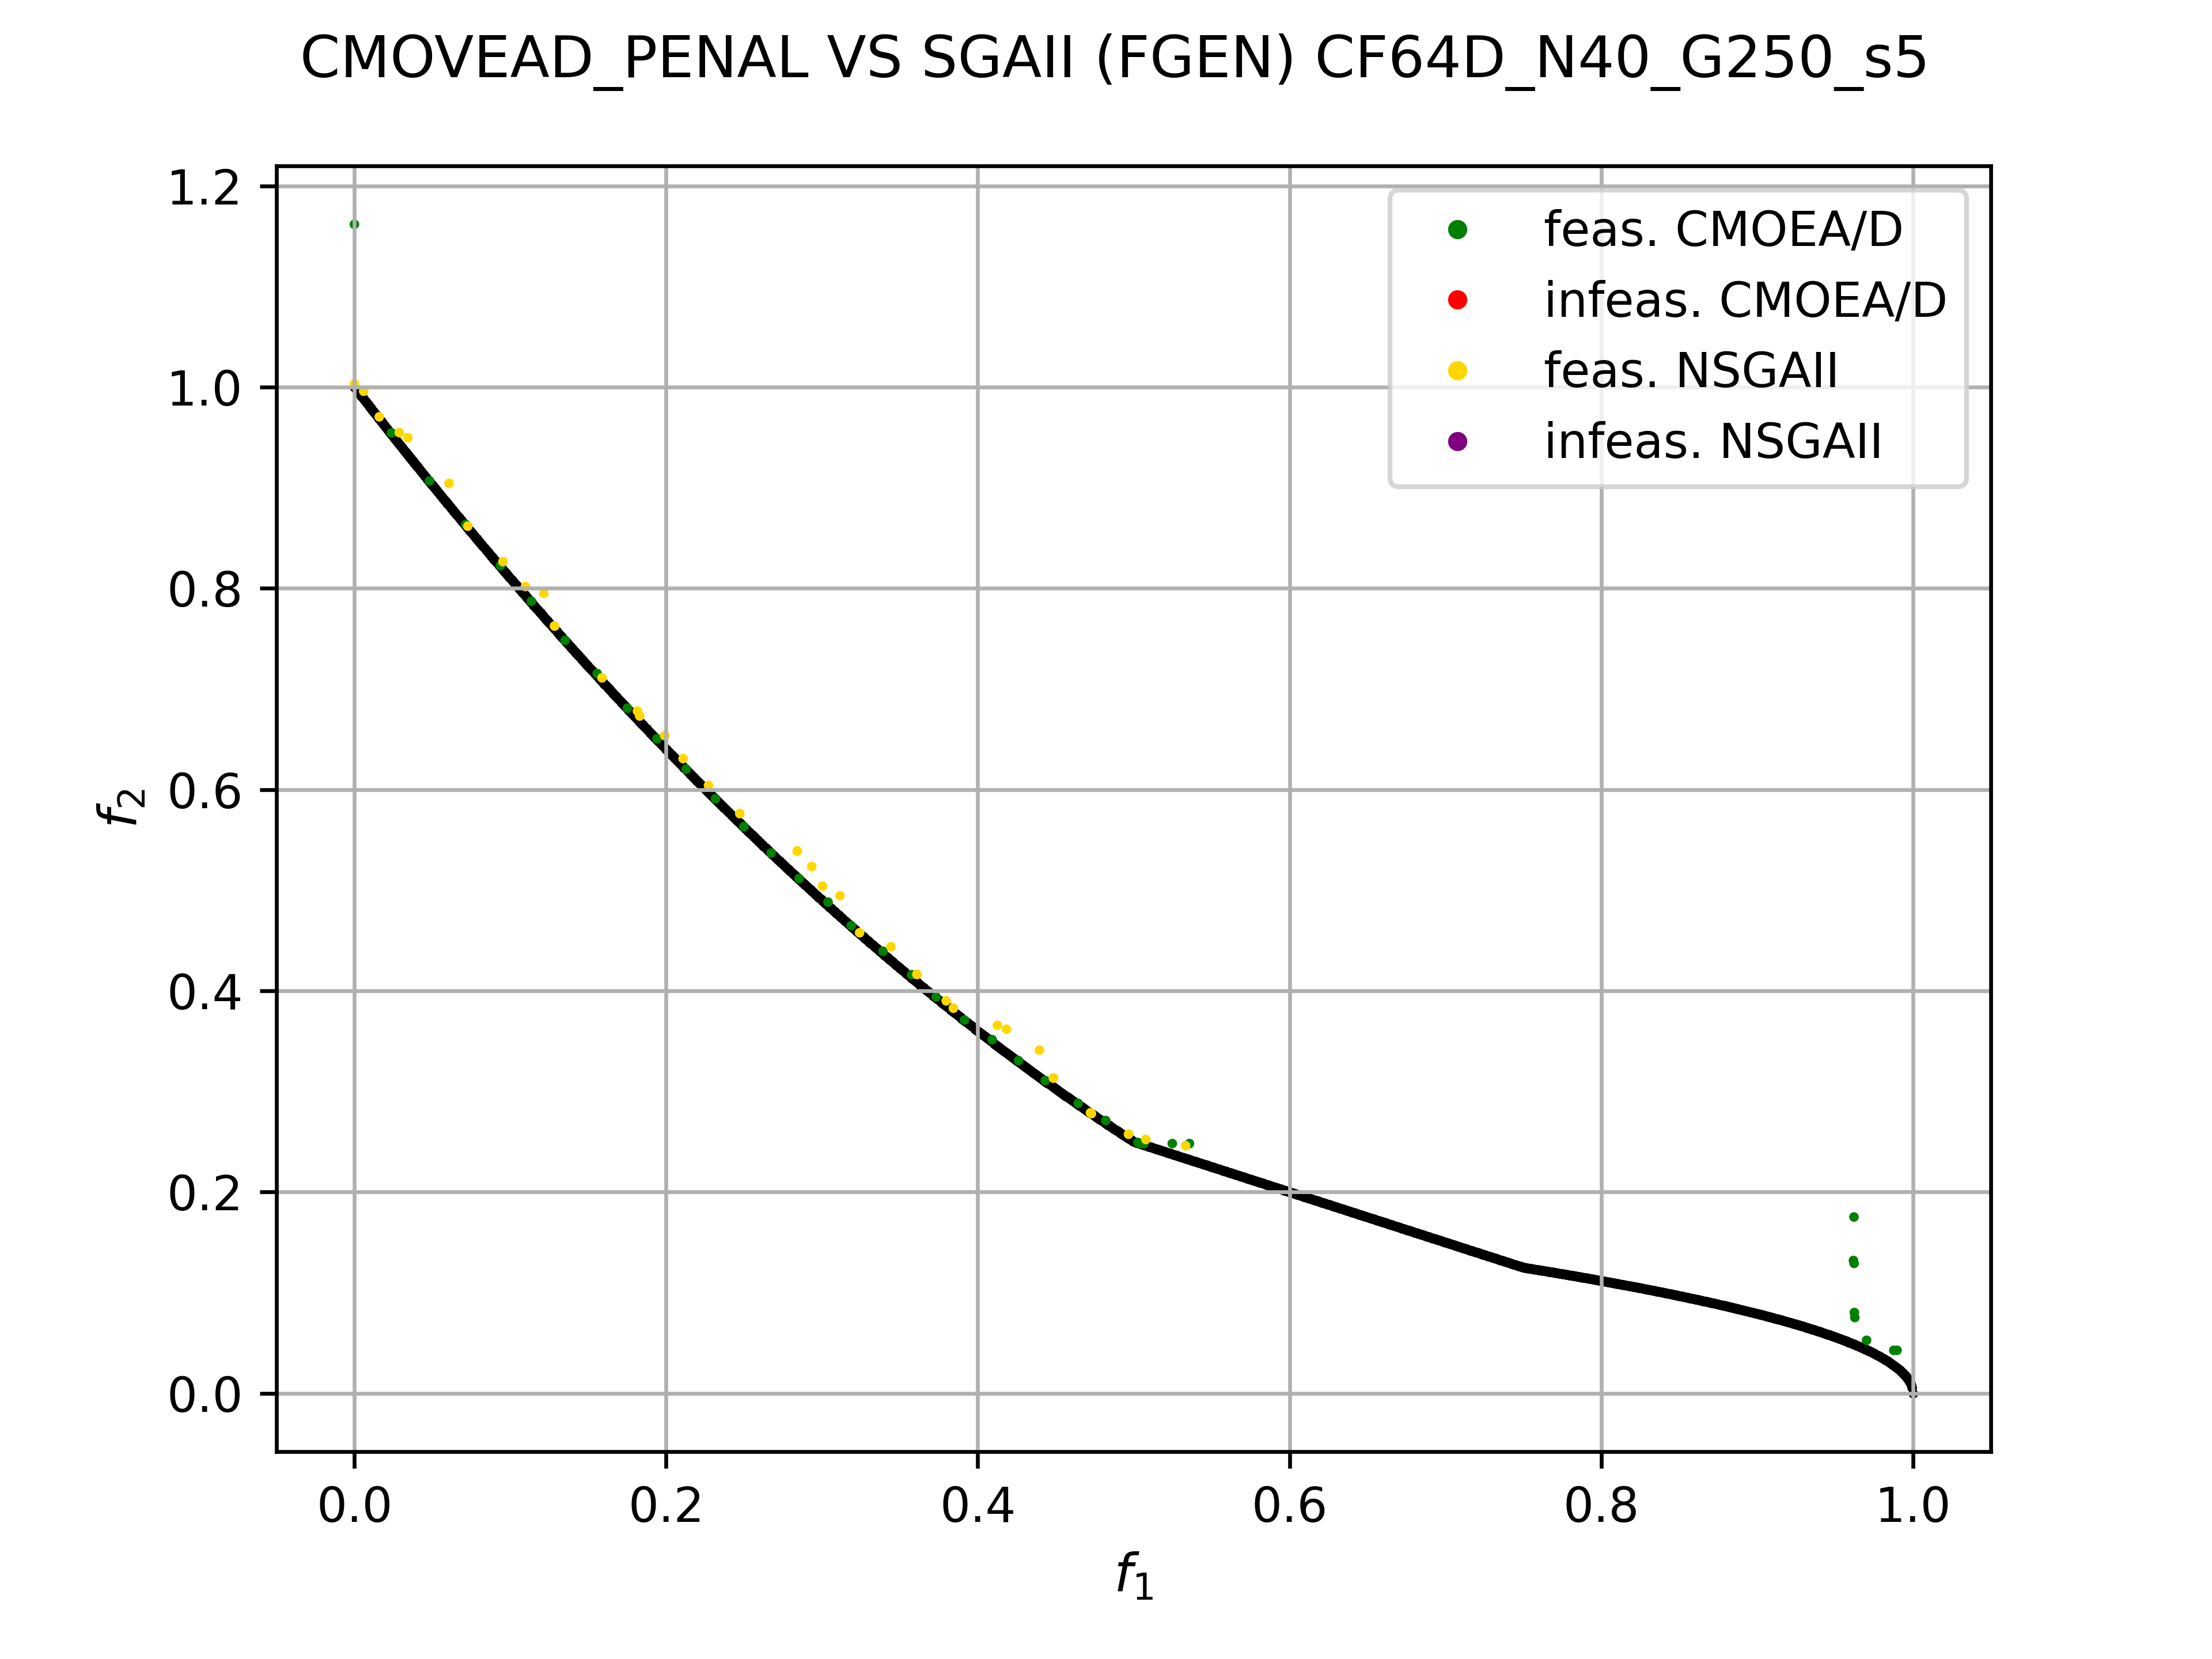 CMOVEAD_PENAL VS SGAII (FGEN) CF64D_N40_G250_s5
feas. CMOEA/D
infeas. CMOEA/D
feas. NSGAII
infeas. NSGAII
1.2
1.0
0.8
0.6
0.4
0.2
0.0
f2
0.0 0.2 0.4 0.6 0.8 1.0
f1